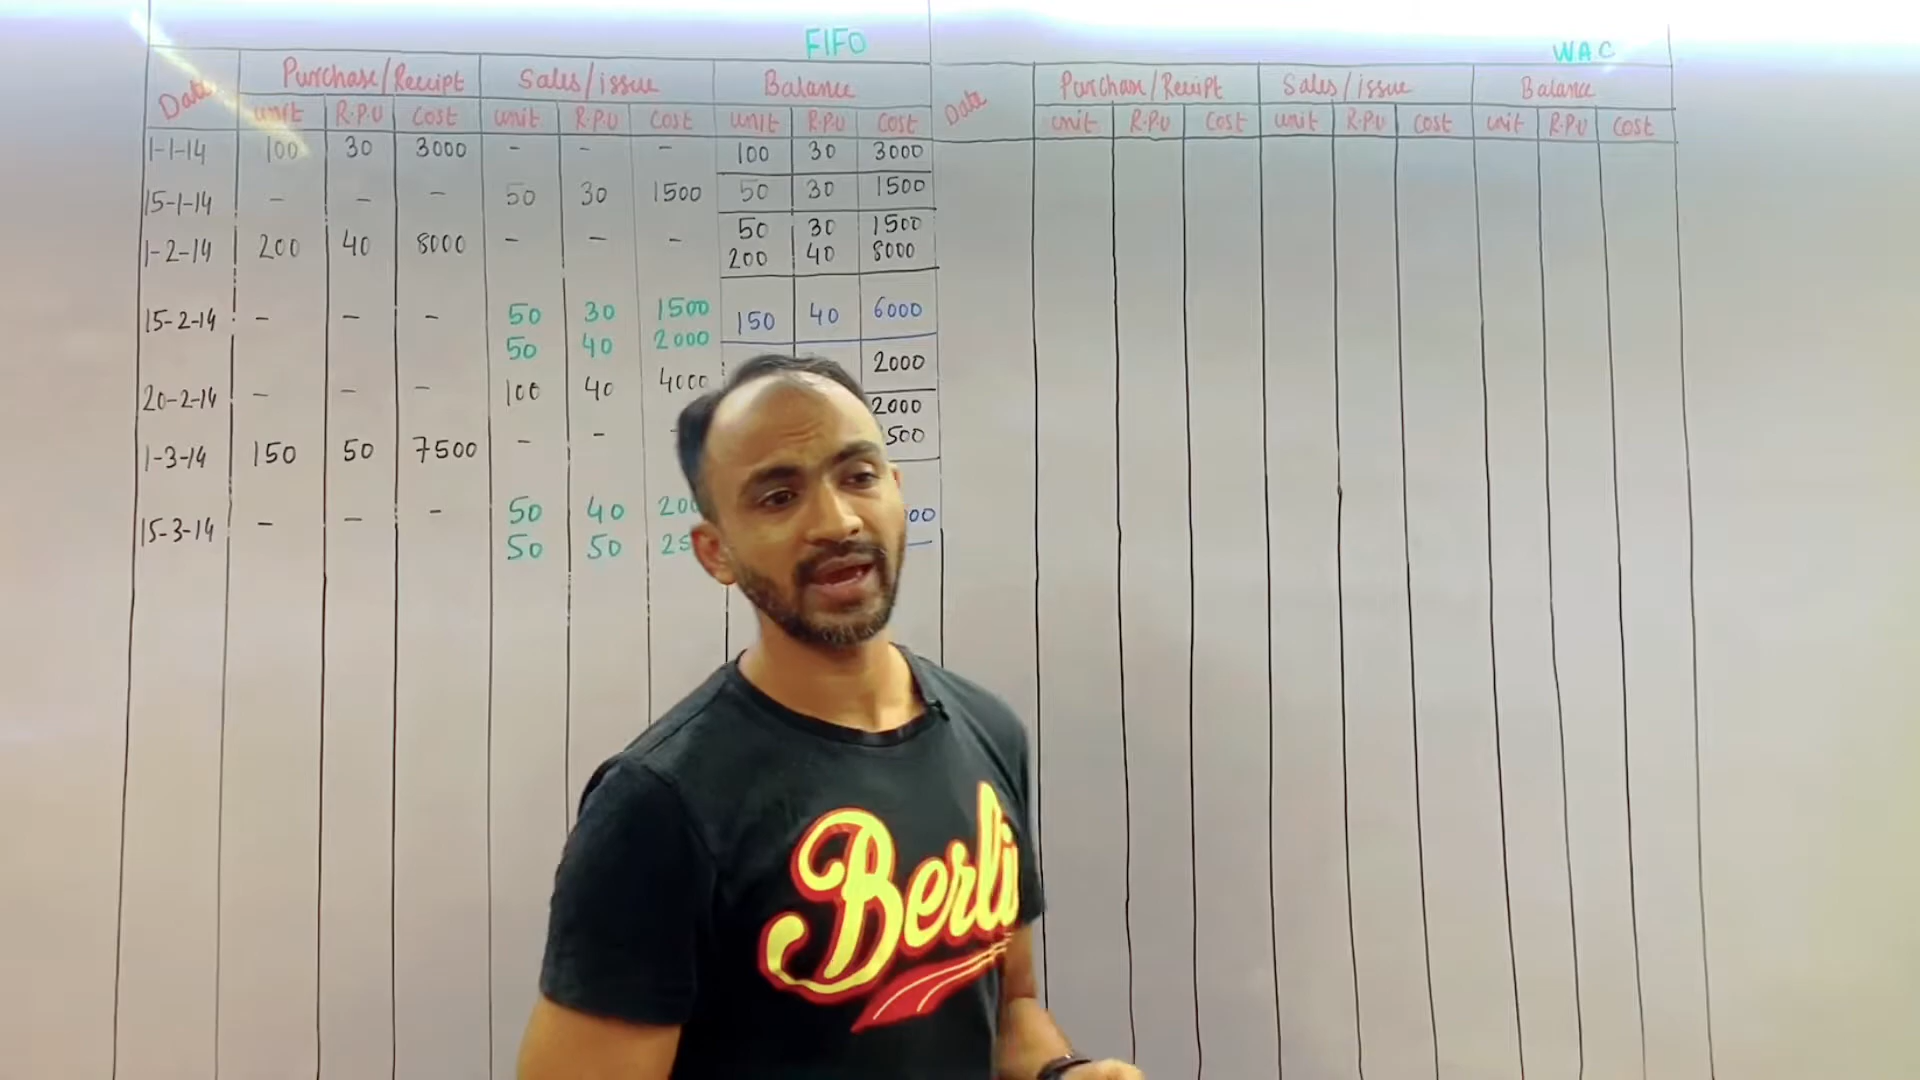 FIFO
Date Purchase/Receipt Sales/issue Balance
unit R.P.U Cost unit R.P.U Cost unit R.P.U Cost
1-1-14 100 30 3000 - - - 100 30 3000
15-1-14 - - - 50 30 1500 50 30 1500
1-2-14 200 40 8000 - - - 50 30 1500
200 40 8000
15-2-14 - - - 50 30 1500 150 40 6000
50 40 2000
20-2-14 - - - 100 40 4000 2000
1-3-14 150 50 7500 - - - 2000
500
15-3-14 - - - 50 40 200 00
50 50 25
WAC
Date Purchase/Receipt Sales/issue Balance
unit R.P.U Cost unit R.P.U Cost unit R.P.U Cost
Berli